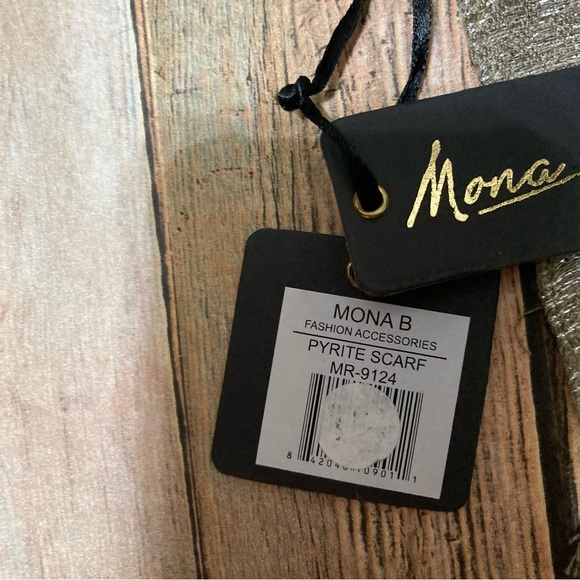 Mona
MONA B
FASHION ACCESSORIES
PYRITE SCARF
MR-9124